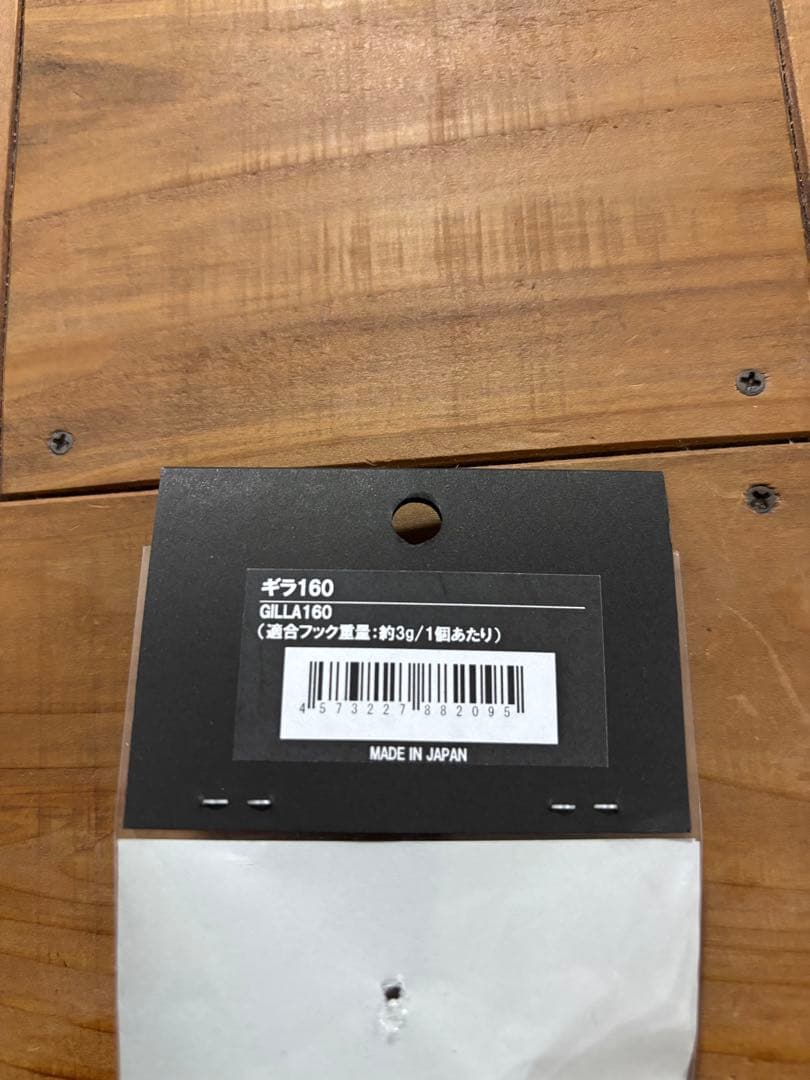 ギラ160
GILLA160
(適合フック重量:約3g/1個あたり)
4573227882095
MADE IN JAPAN